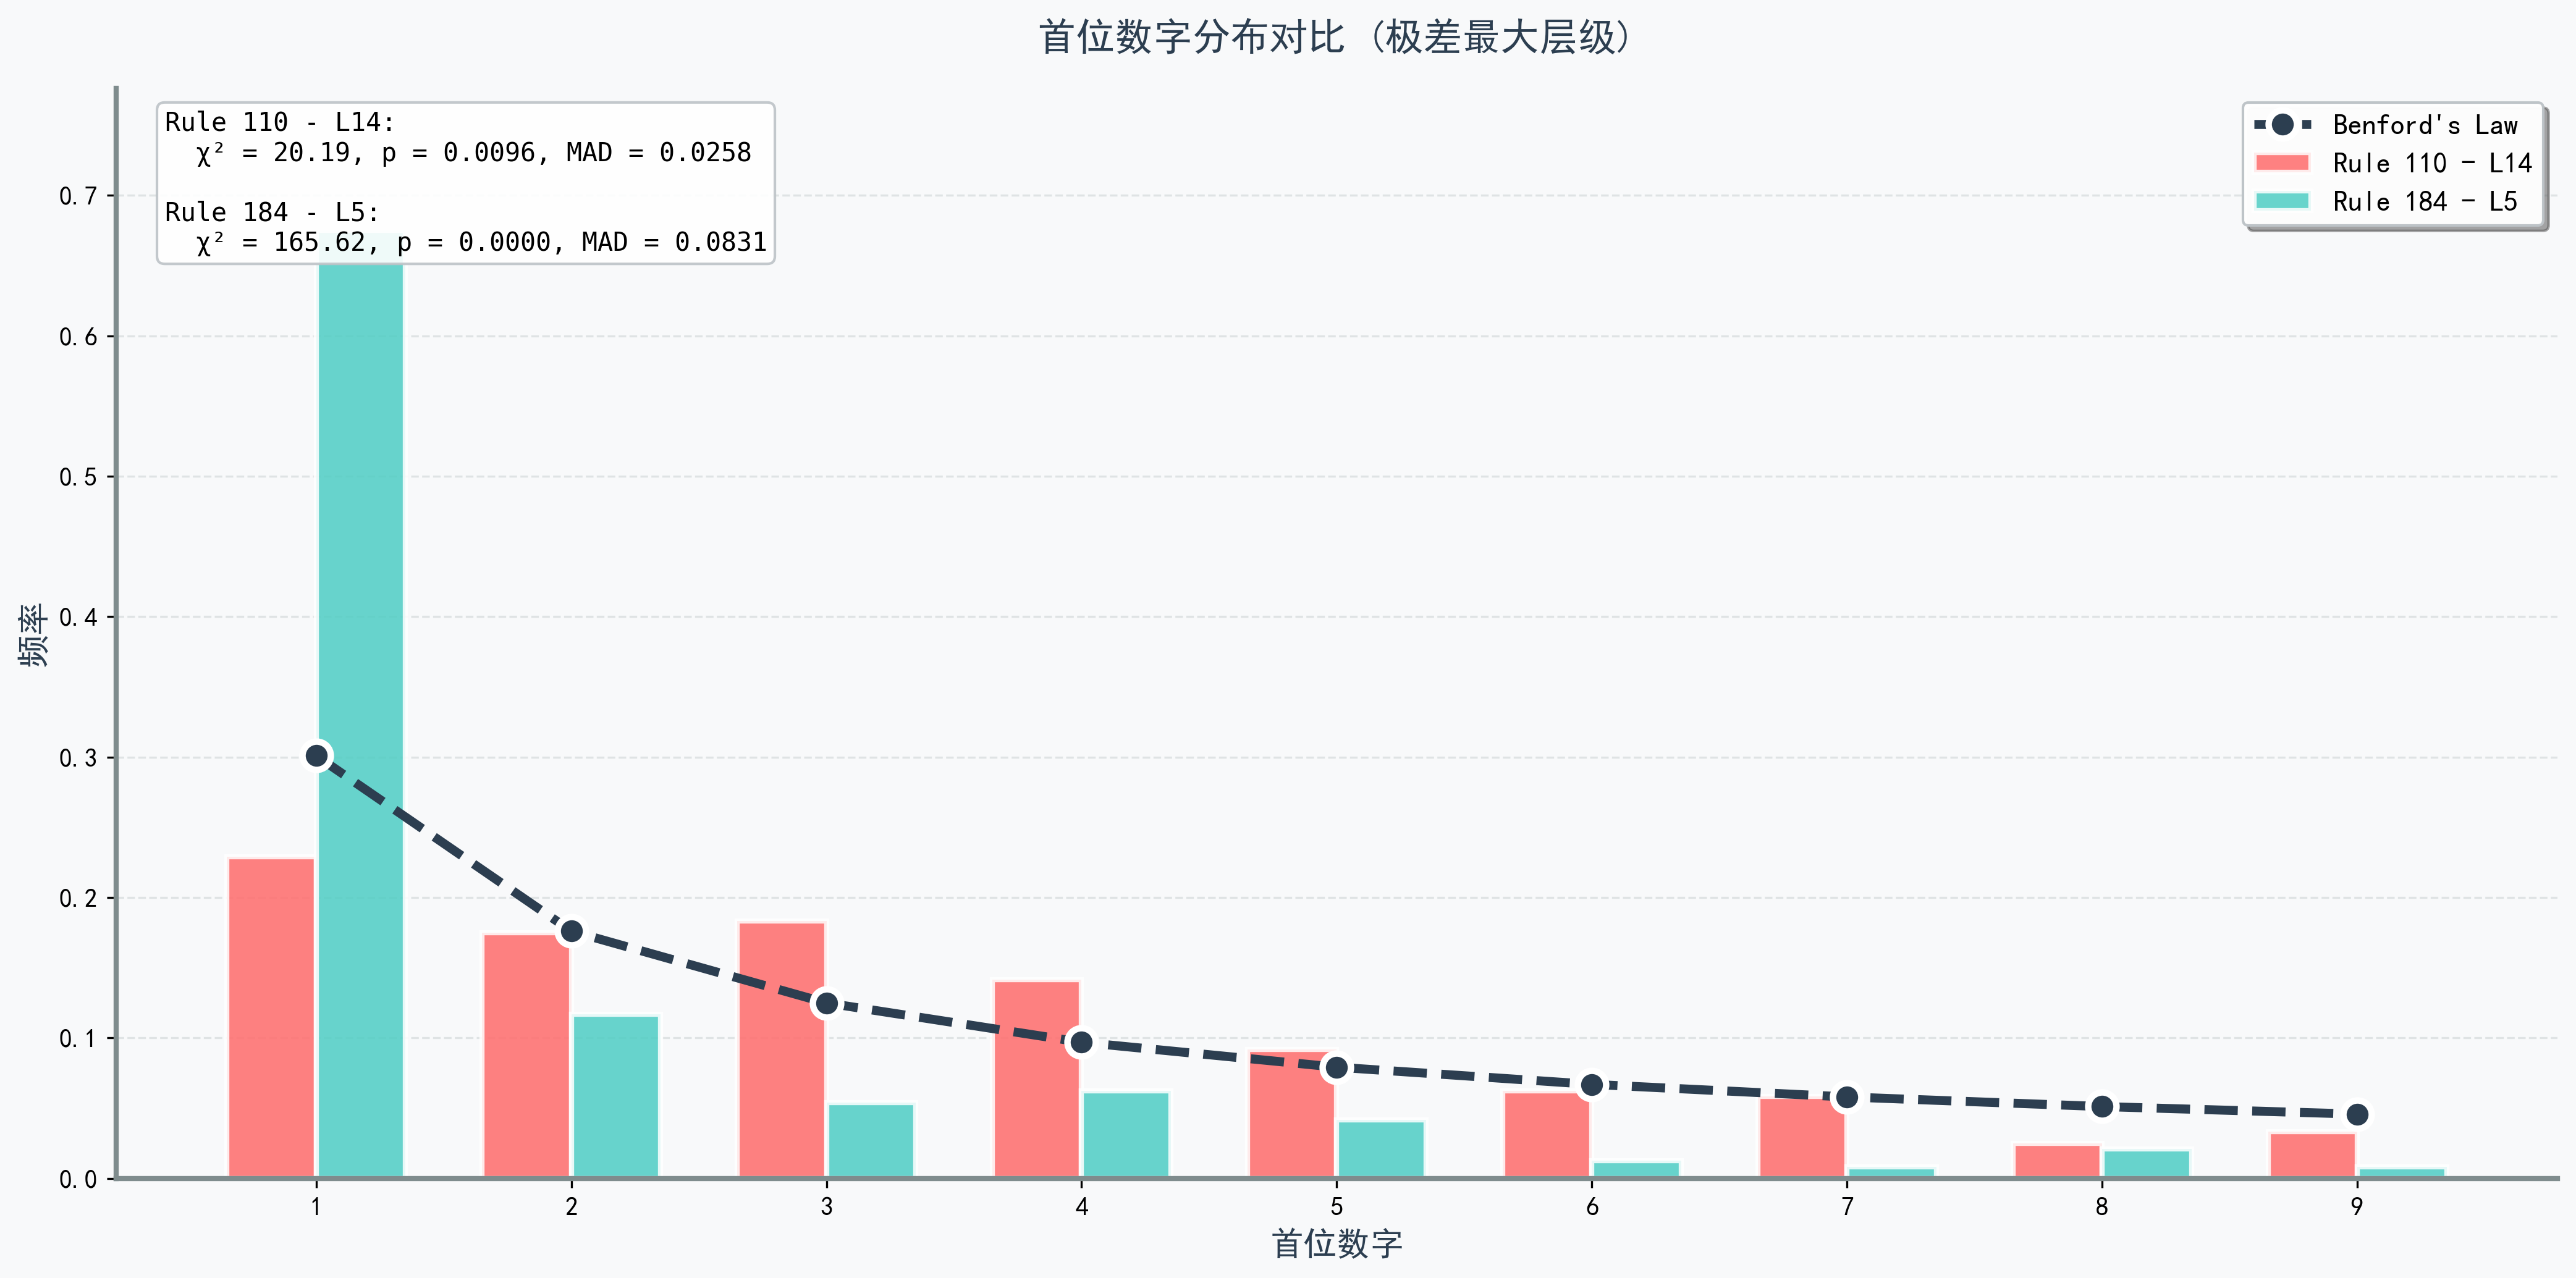 首位数字分布对比 (极差最大层级)
Rule 110 - L14:
χ² = 20.19, p = 0.0096, MAD = 0.0258
Rule 184 - L5:
χ² = 165.62, p = 0.0000, MAD = 0.0831
Benford's Law
Rule 110 - L14
Rule 184 - L5
0.7
0.6
0.5
0.4
0.3
0.2
0.1
0.0
频率
1 2 3 4 5 6 7 8 9
首位数字